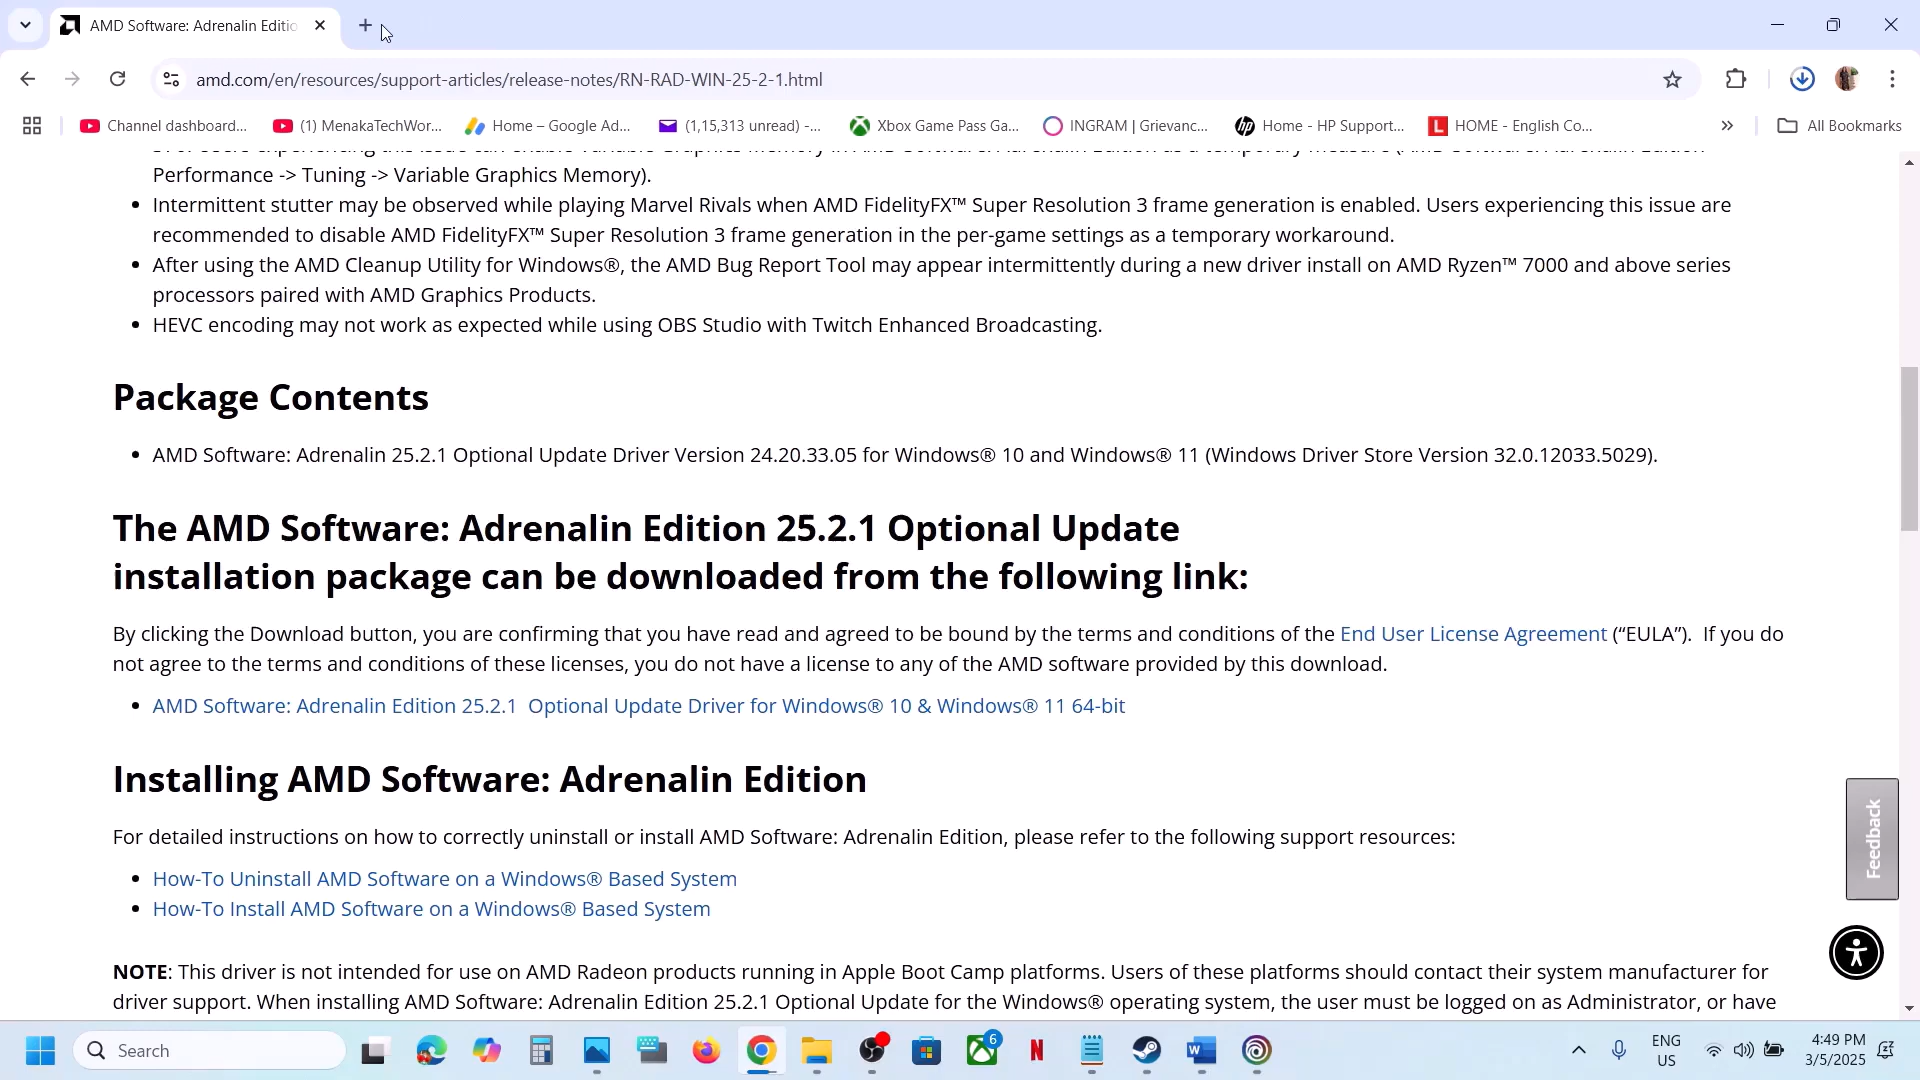 AMD Software: Adrenalin Editio
amd.com/en/resources/support-articles/release-notes/RN-RAD-WIN-25-2-1.html
Channel dashboard... (1) MenakaTechWor... Home – Google Ad... (1,15,313 unread) -... Xbox Game Pass Ga... INGRAM | Grievanc... Home - HP Support... HOME - English Co... » All Bookmarks
Performance -> Tuning -> Variable Graphics Memory).
• Intermittent stutter may be observed while playing Marvel Rivals when AMD FidelityFX™ Super Resolution 3 frame generation is enabled. Users experiencing this issue are
recommended to disable AMD FidelityFX™ Super Resolution 3 frame generation in the per-game settings as a temporary workaround.
• After using the AMD Cleanup Utility for Windows®, the AMD Bug Report Tool may appear intermittently during a new driver install on AMD Ryzen™ 7000 and above series
processors paired with AMD Graphics Products.
• HEVC encoding may not work as expected while using OBS Studio with Twitch Enhanced Broadcasting.
Package Contents
• AMD Software: Adrenalin 25.2.1 Optional Update Driver Version 24.20.33.05 for Windows® 10 and Windows® 11 (Windows Driver Store Version 32.0.12033.5029).
The AMD Software: Adrenalin Edition 25.2.1 Optional Update
installation package can be downloaded from the following link:
By clicking the Download button, you are confirming that you have read and agreed to be bound by the terms and conditions of the End User License Agreement (“EULA”). If you do
not agree to the terms and conditions of these licenses, you do not have a license to any of the AMD software provided by this download.
• AMD Software: Adrenalin Edition 25.2.1 Optional Update Driver for Windows® 10 & Windows® 11 64-bit
Installing AMD Software: Adrenalin Edition
For detailed instructions on how to correctly uninstall or install AMD Software: Adrenalin Edition, please refer to the following support resources:
Feedback
• How-To Uninstall AMD Software on a Windows® Based System
• How-To Install AMD Software on a Windows® Based System
NOTE: This driver is not intended for use on AMD Radeon products running in Apple Boot Camp platforms. Users of these platforms should contact their system manufacturer for
driver support. When installing AMD Software: Adrenalin Edition 25.2.1 Optional Update for the Windows® operating system, the user must be logged on as Administrator, or have
Search
6
N
ENG
US
4:49 PM
3/5/2025